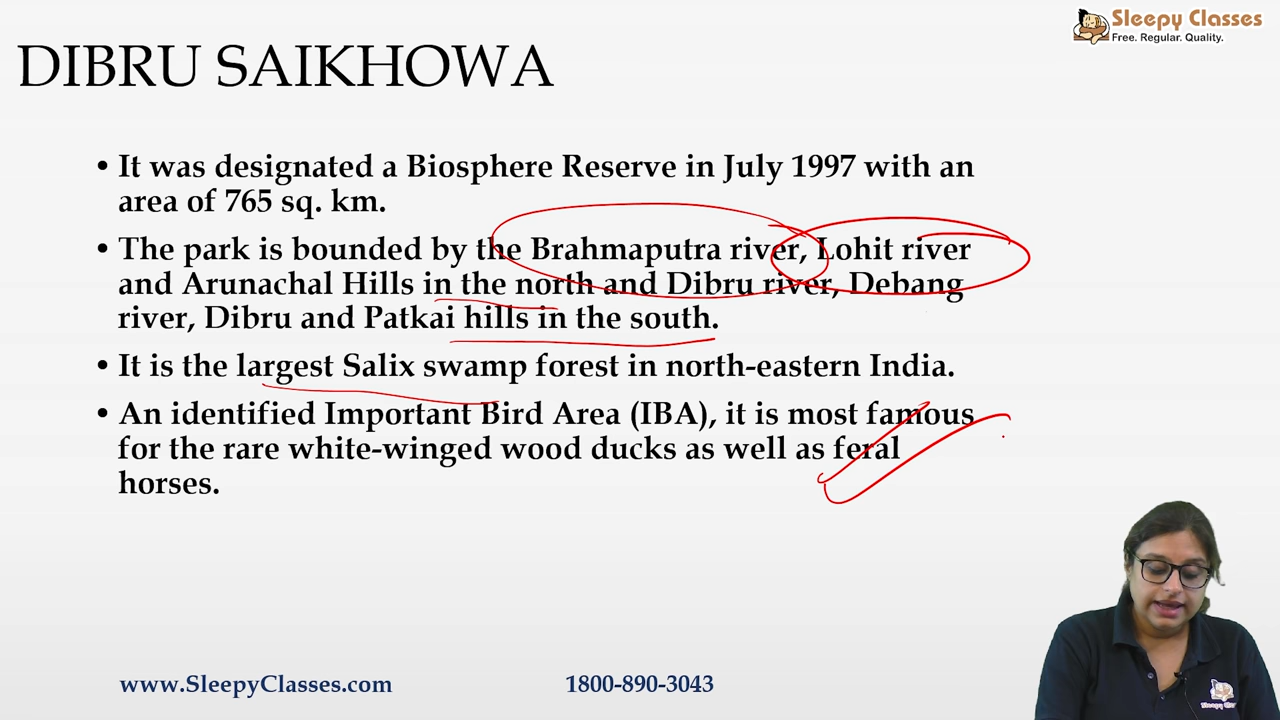 Sleepy Classes
Free. Regular. Quality.
DIBRU SAIKHOWA
• It was designated a Biosphere Reserve in July 1997 with an
area of 765 sq. km.
• The park is bounded by the Brahmaputra river, Lohit river
and Arunachal Hills in the north and Dibru river, Debang
river, Dibru and Patkai hills in the south.
• It is the largest Salix swamp forest in north-eastern India.
• An identified Important Bird Area (IBA), it is most famous
for the rare white-winged wood ducks as well as feral
horses.
www.SleepyClasses.com
1800-890-3043